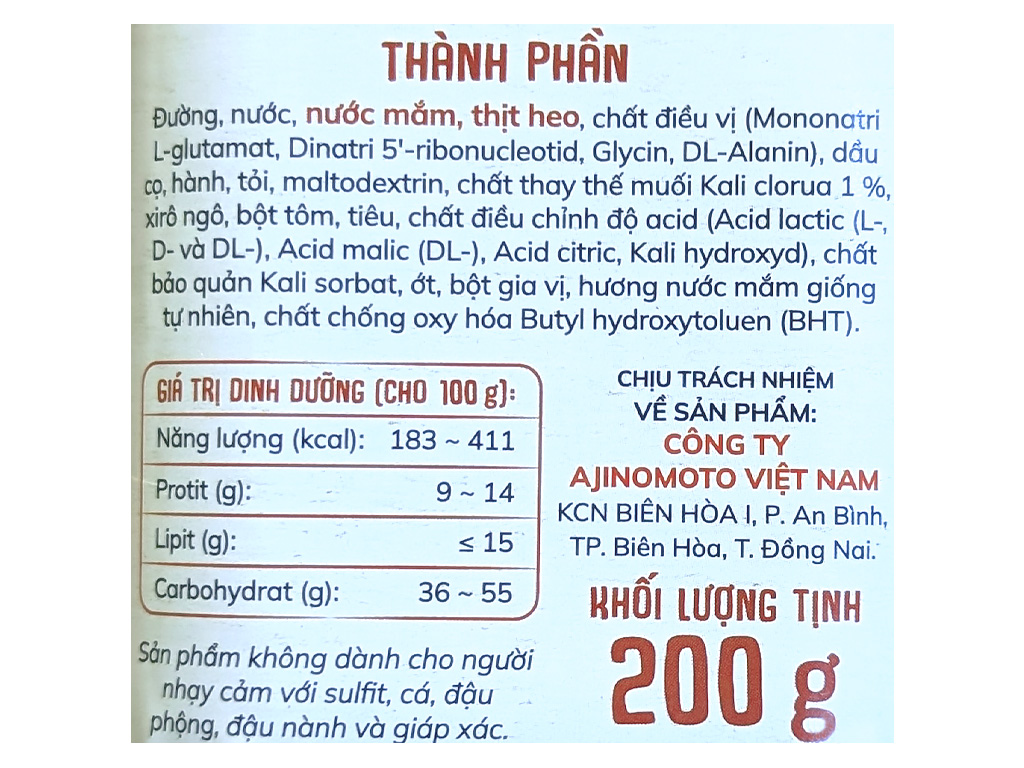 THÀNH PHẦN
Đường, nước, nước mắm, thịt heo, chất điều vị (Mononatri
L-glutamat, Dinatri 5'-ribonucleotid, Glycin, DL-Alanin), dầu
cọ, hành, tỏi, maltodextrin, chất thay thế muối Kali clorua 1 %,
xirô ngô, bột tôm, tiêu, chất điều chỉnh độ acid (Acid lactic (L-,
D- và DL-), Acid malic (DL-), Acid citric, Kali hydroxyd), chất
bảo quản Kali sorbat, ớt, bột gia vị, hương nước mắm giống
tự nhiên, chất chống oxy hóa Butyl hydroxytoluen (BHT).
GIÁ TRỊ DINH DƯỠNG (CHO 100 g):
Năng lượng (kcal): 183 ~ 411
Protit (g): 9 ~ 14
Lipit (g): ≤ 15
Carbohydrat (g): 36 ~ 55
Sản phẩm không dành cho người
nhạy cảm với sulfit, cá, đậu
phộng, đậu nành và giáp xác.
CHỊU TRÁCH NHIỆM
VỀ SẢN PHẨM:
CÔNG TY
AJINOMOTO VIỆT NAM
KCN BIÊN HÒA I, P. An Bình,
TP. Biên Hòa, T. Đồng Nai.
KHỐI LƯỢNG TỊNH
200 g